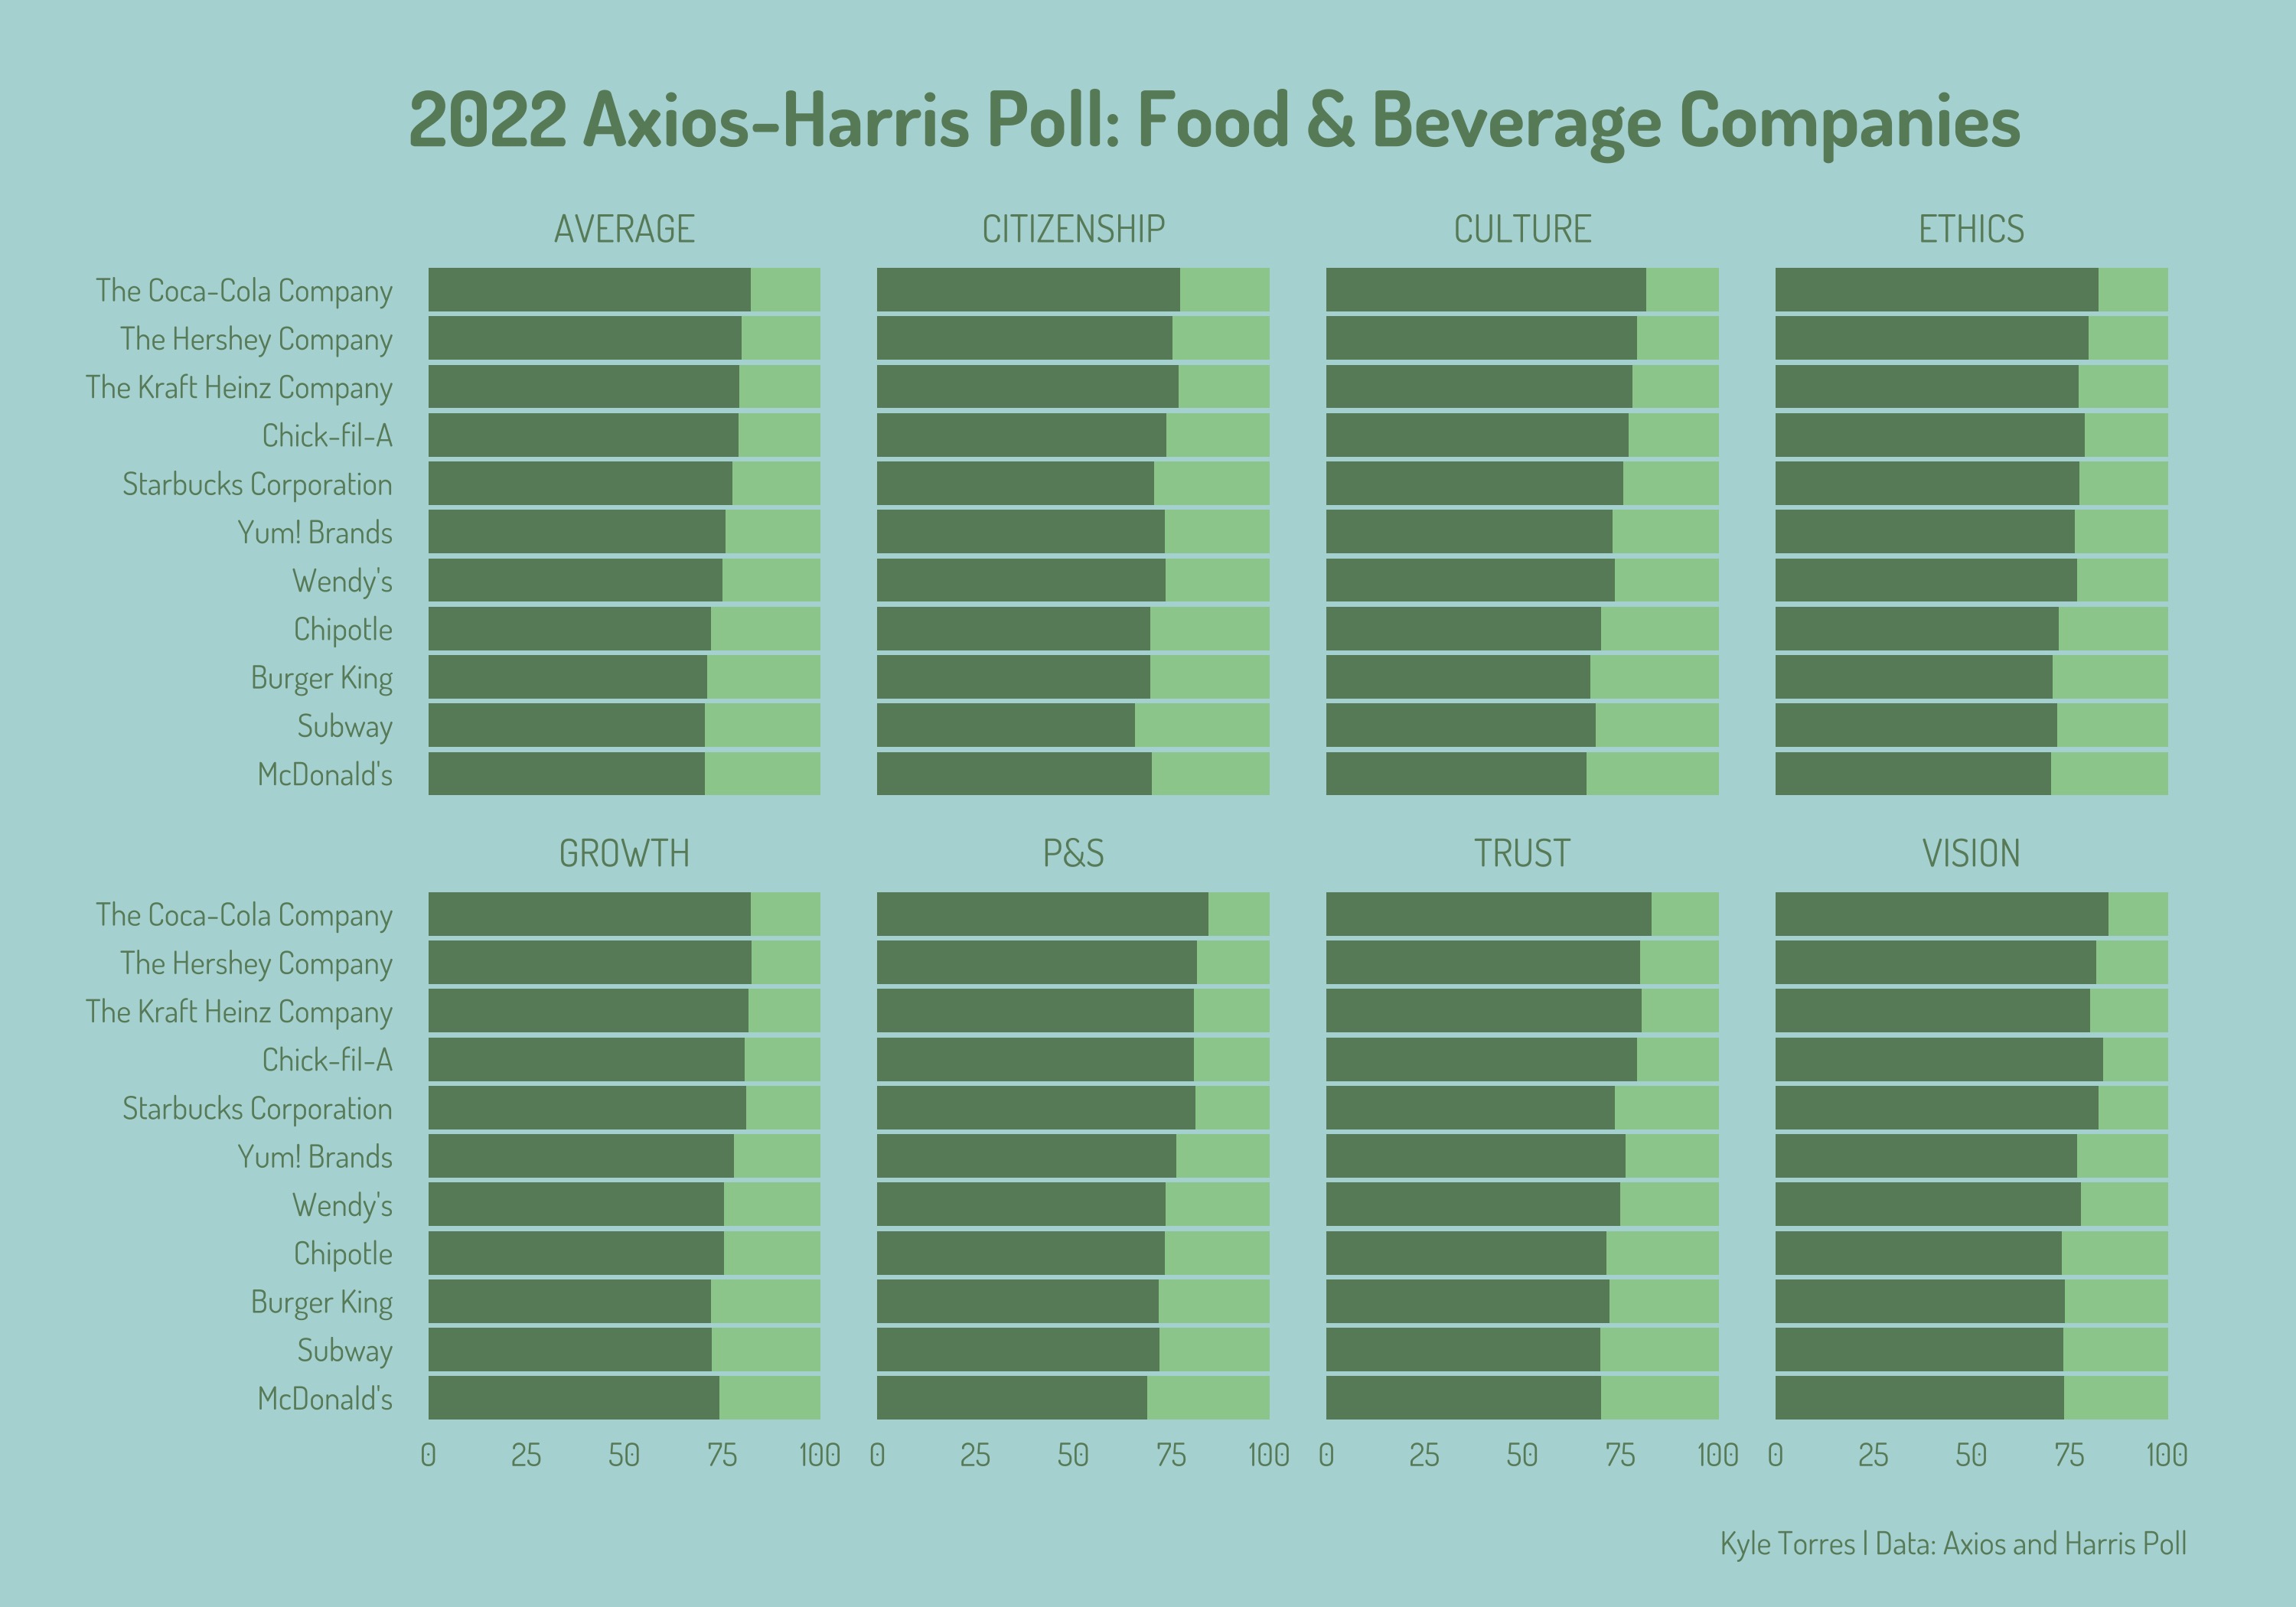 2022 Axios-Harris Poll: Food & Beverage Companies
AVERAGE CITIZENSHIP CULTURE ETHICS
The Coca-Cola Company
The Hershey Company
The Kraft Heinz Company
Chick-fil-A
Starbucks Corporation
Yum! Brands
Wendy's
Chipotle
Burger King
Subway
McDonald's
GROWTH P&S TRUST VISION
The Coca-Cola Company
The Hershey Company
The Kraft Heinz Company
Chick-fil-A
Starbucks Corporation
Yum! Brands
Wendy's
Chipotle
Burger King
Subway
McDonald's
0 25 50 75 100 0 25 50 75 100 0 25 50 75 100 0 25 50 75 100
Kyle Torres | Data: Axios and Harris Poll